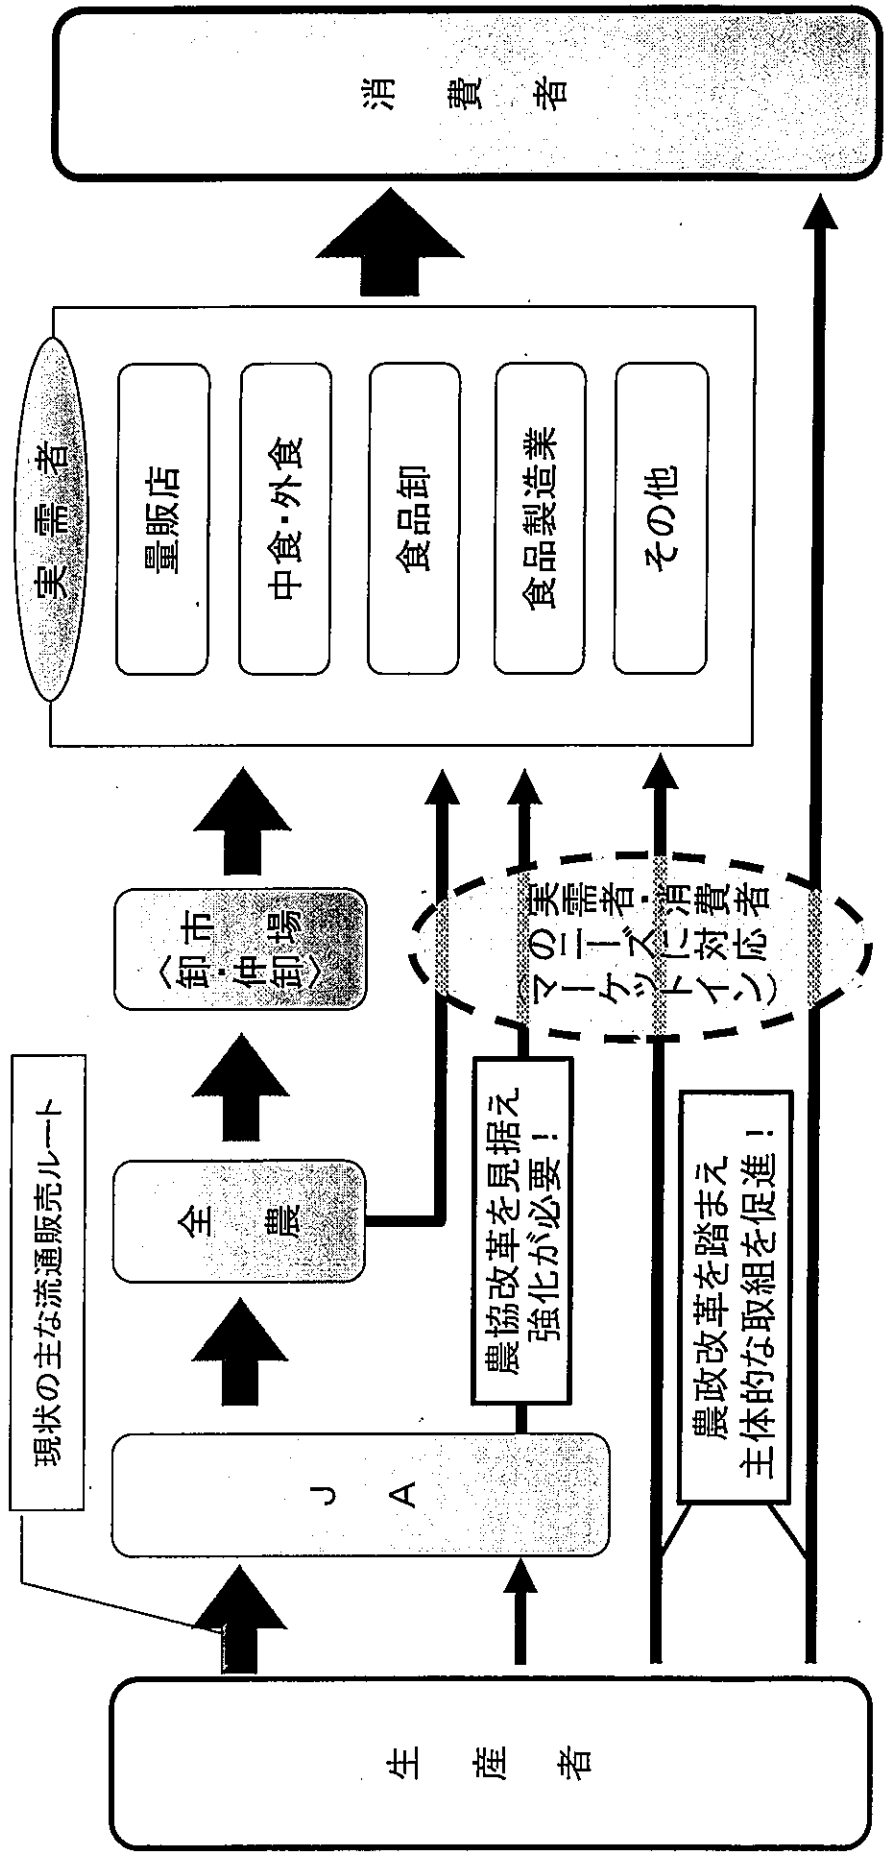 現状の主な流通販売ルート
実需者
生産者
JA
全農
市場
〈卸・仲卸〉
量販店
中食・外食
食品卸
食品製造業
その他
消費者
農協改革を見据え
強化が必要！
実需者・消費者
のニーズに対応
（マーケットイン）
農政改革を踏まえ
主体的な取組を促進！